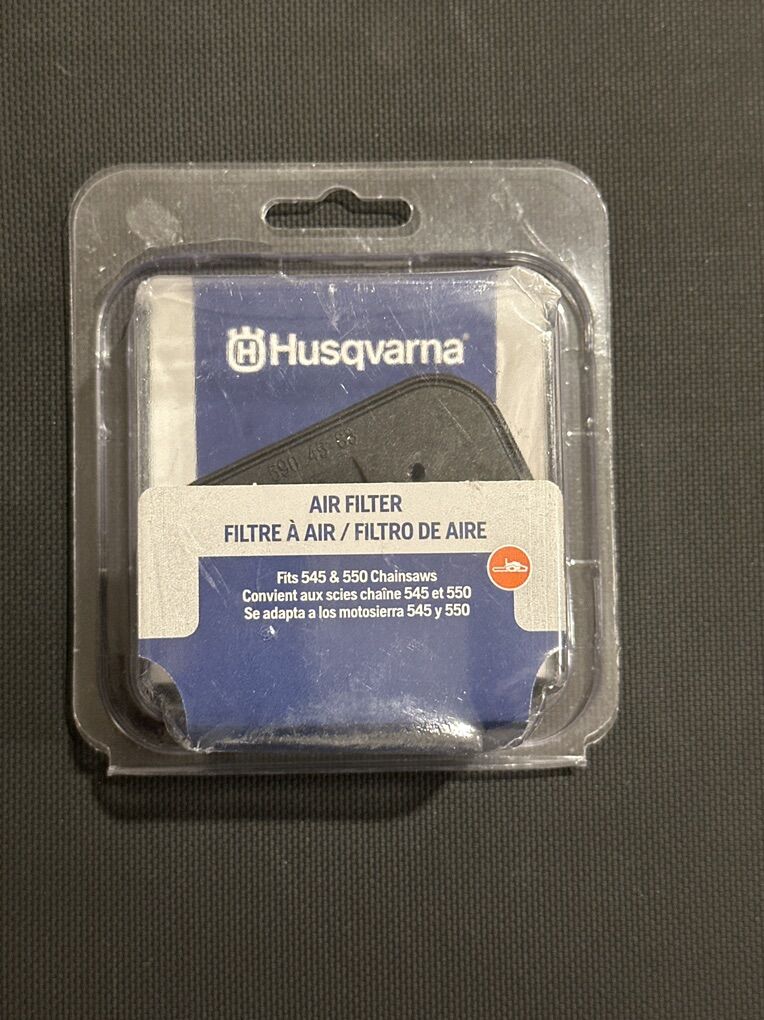 Husqvarna
AIR FILTER
FILTRE À AIR / FILTRO DE AIRE
Fits 545 & 550 Chainsaws
Convient aux scies chaîne 545 et 550
Se adapta a los motosierra 545 y 550